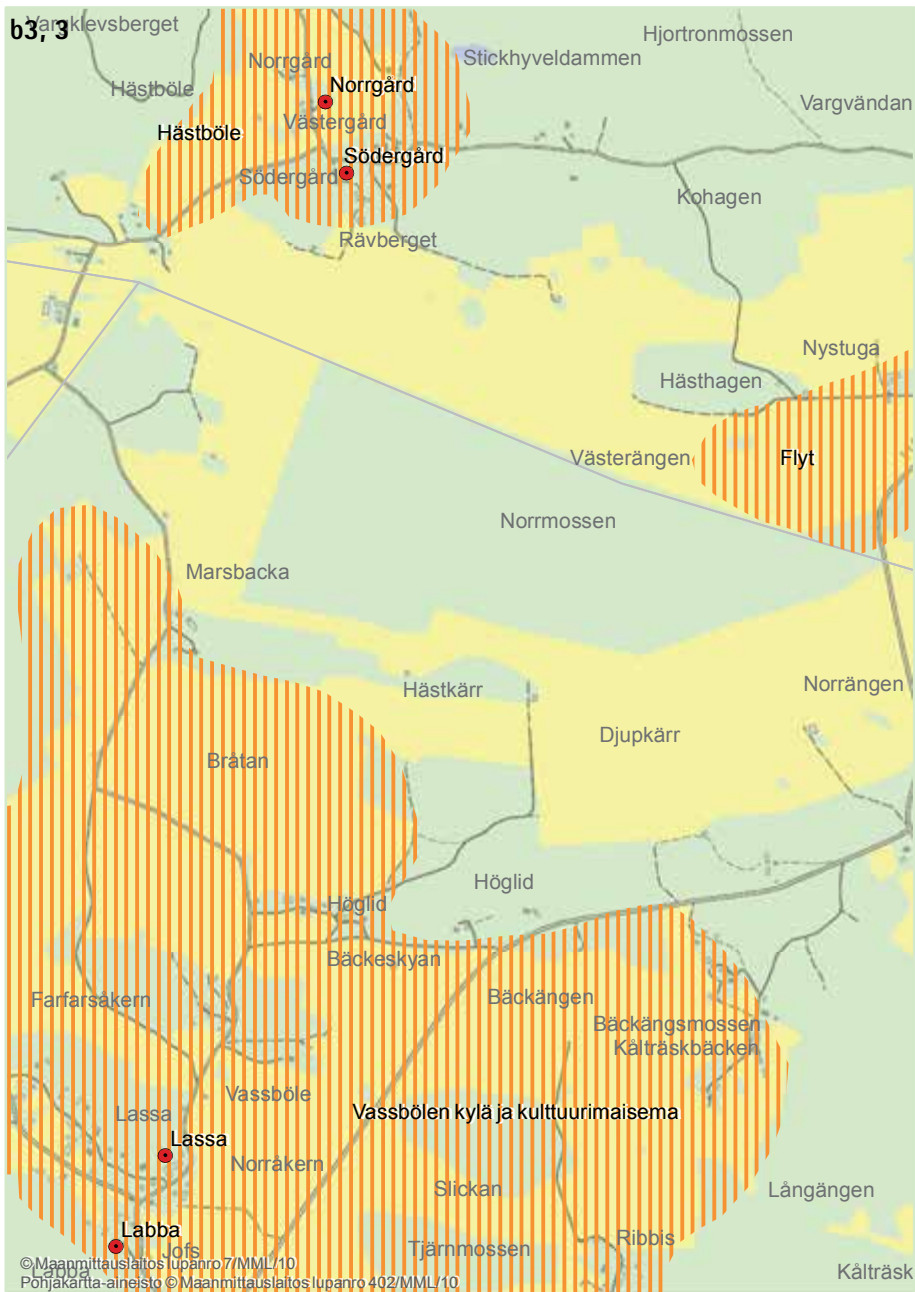 b3, 3
Vargklevsberget
Hjortronmossen
Norrgård
Stickhyveldammen
Hästböle
Norrgård
Vargvändan
Västergård
Hästböle
Södergård
Södergård
Kohagen
Rävberget
Nystuga
Hästhagen
Västerängen
Flyt
Norrmossen
Marsbacka
Hästkärr
Norrängen
Djupkärr
Bråtan
Höglid
Höglid
Bäckeskyan
Farfarsåkern
Bäckängen
Bäckängsmossen
Kålträskbäcken
Vassböle
Vassbölen kylä ja kulttuurimaisema
Lassa
Lassa
Norråkern
Slickan
Långängen
Labba
Jofs
Tjärnmossen
Ribbis
© Maanmittauslaitos lupanro 7/MML/10
Labba
Kålträsk
Pohjakartta-aineisto © Maanmittauslaitos lupanro 402/MML/10